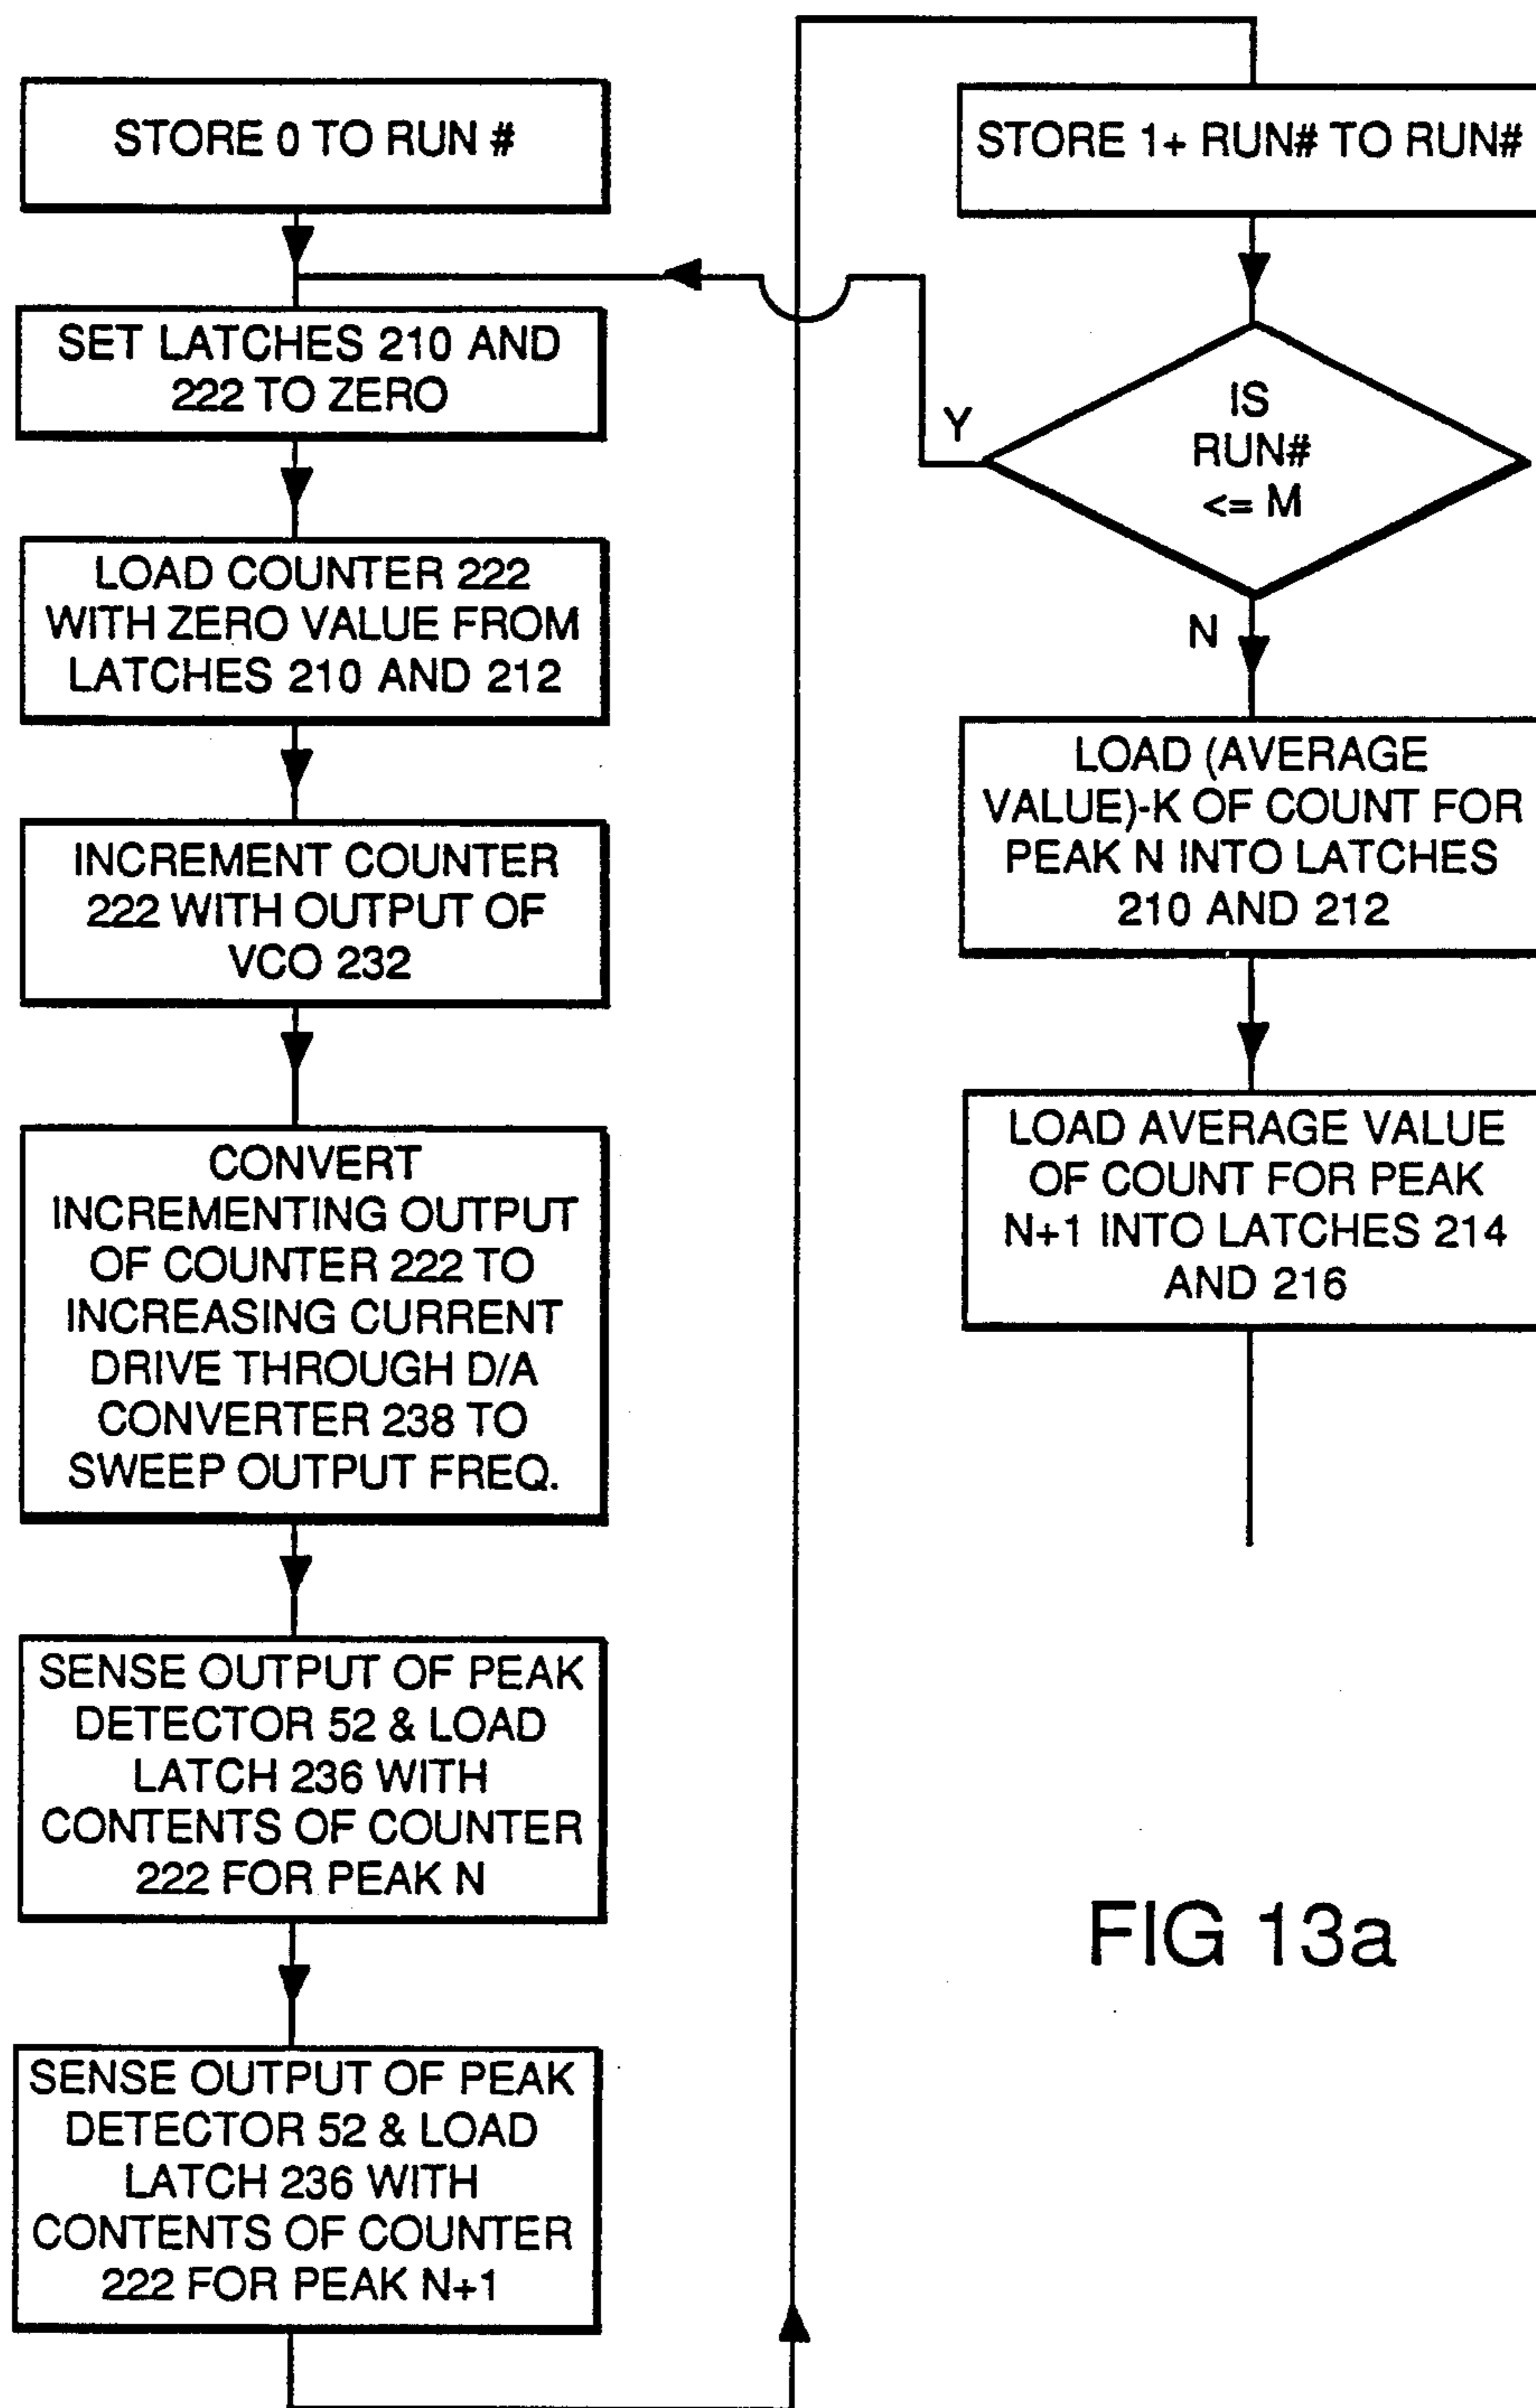 STORE 0 TO RUN #
SET LATCHES 210 AND
222 TO ZERO
LOAD COUNTER 222
WITH ZERO VALUE FROM
LATCHES 210 AND 212
INCREMENT COUNTER
222 WITH OUTPUT OF
VCO 232
CONVERT
INCREMENTING OUTPUT
OF COUNTER 222 TO
INCREASING CURRENT
DRIVE THROUGH D/A
CONVERTER 238 TO
SWEEP OUTPUT FREQ.
SENSE OUTPUT OF PEAK
DETECTOR 52 & LOAD
LATCH 236 WITH
CONTENTS OF COUNTER
222 FOR PEAK N
SENSE OUTPUT OF PEAK
DETECTOR 52 & LOAD
LATCH 236 WITH
CONTENTS OF COUNTER
222 FOR PEAK N+1
STORE 1+ RUN# TO RUN#
IS
RUN#
<= M
Y
N
LOAD (AVERAGE
VALUE)-K OF COUNT FOR
PEAK N INTO LATCHES
210 AND 212
LOAD AVERAGE VALUE
OF COUNT FOR PEAK
N+1 INTO LATCHES 214
AND 216
FIG 13a